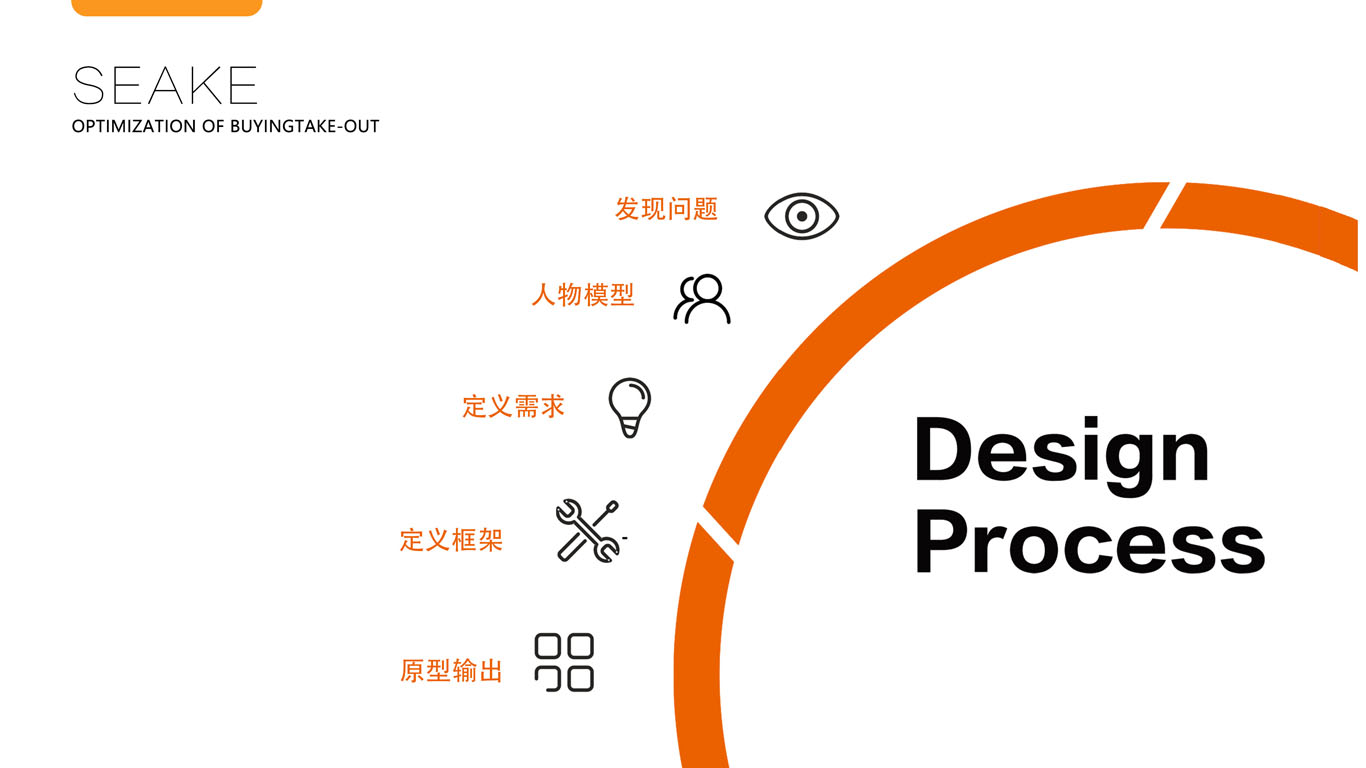 SEAKE
OPTIMIZATION OF BUYINGTAKE-OUT
发现问题
人物模型
定义需求
定义框架
原型输出
Design
Process